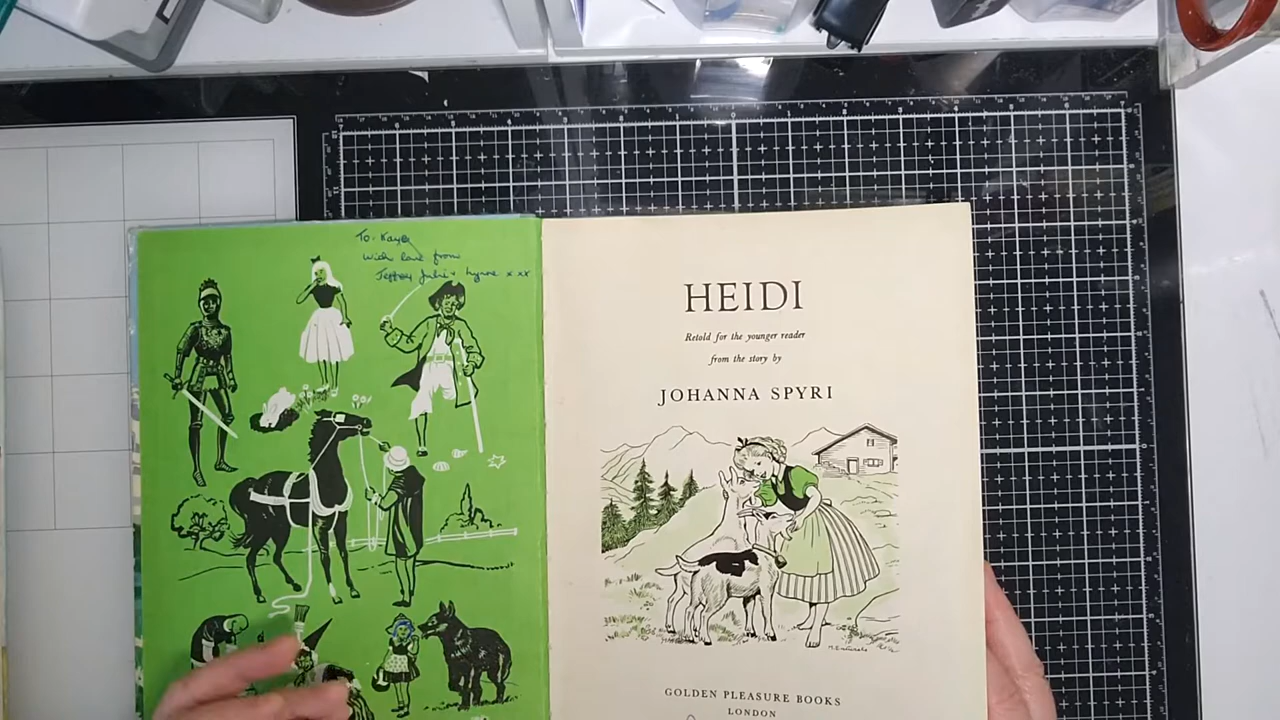 To. Kaye
With love from
Jeffrey Julie + Lynne x xx
HEIDI
Retold for the younger reader
from the story by
JOHANNA SPYRI
GOLDEN PLEASURE BOOKS
LONDON